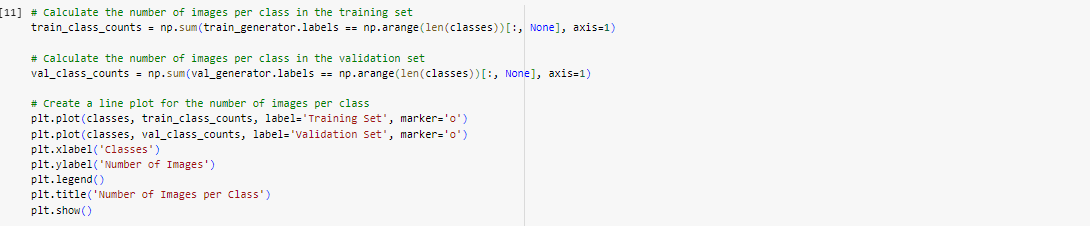 [11] # Calculate the number of images per class in the training set
train_class_counts = np.sum(train_generator.labels == np.arange(len(classes))[:, None], axis=1)
# Calculate the number of images per class in the validation set
val_class_counts = np.sum(val_generator.labels == np.arange(len(classes))[:, None], axis=1)
# Create a line plot for the number of images per class
plt.plot(classes, train_class_counts, label='Training Set', marker='o')
plt.plot(classes, val_class_counts, label='Validation Set', marker='o')
plt.xlabel('Classes')
plt.ylabel('Number of Images')
plt.legend()
plt.title('Number of Images per Class')
plt.show()